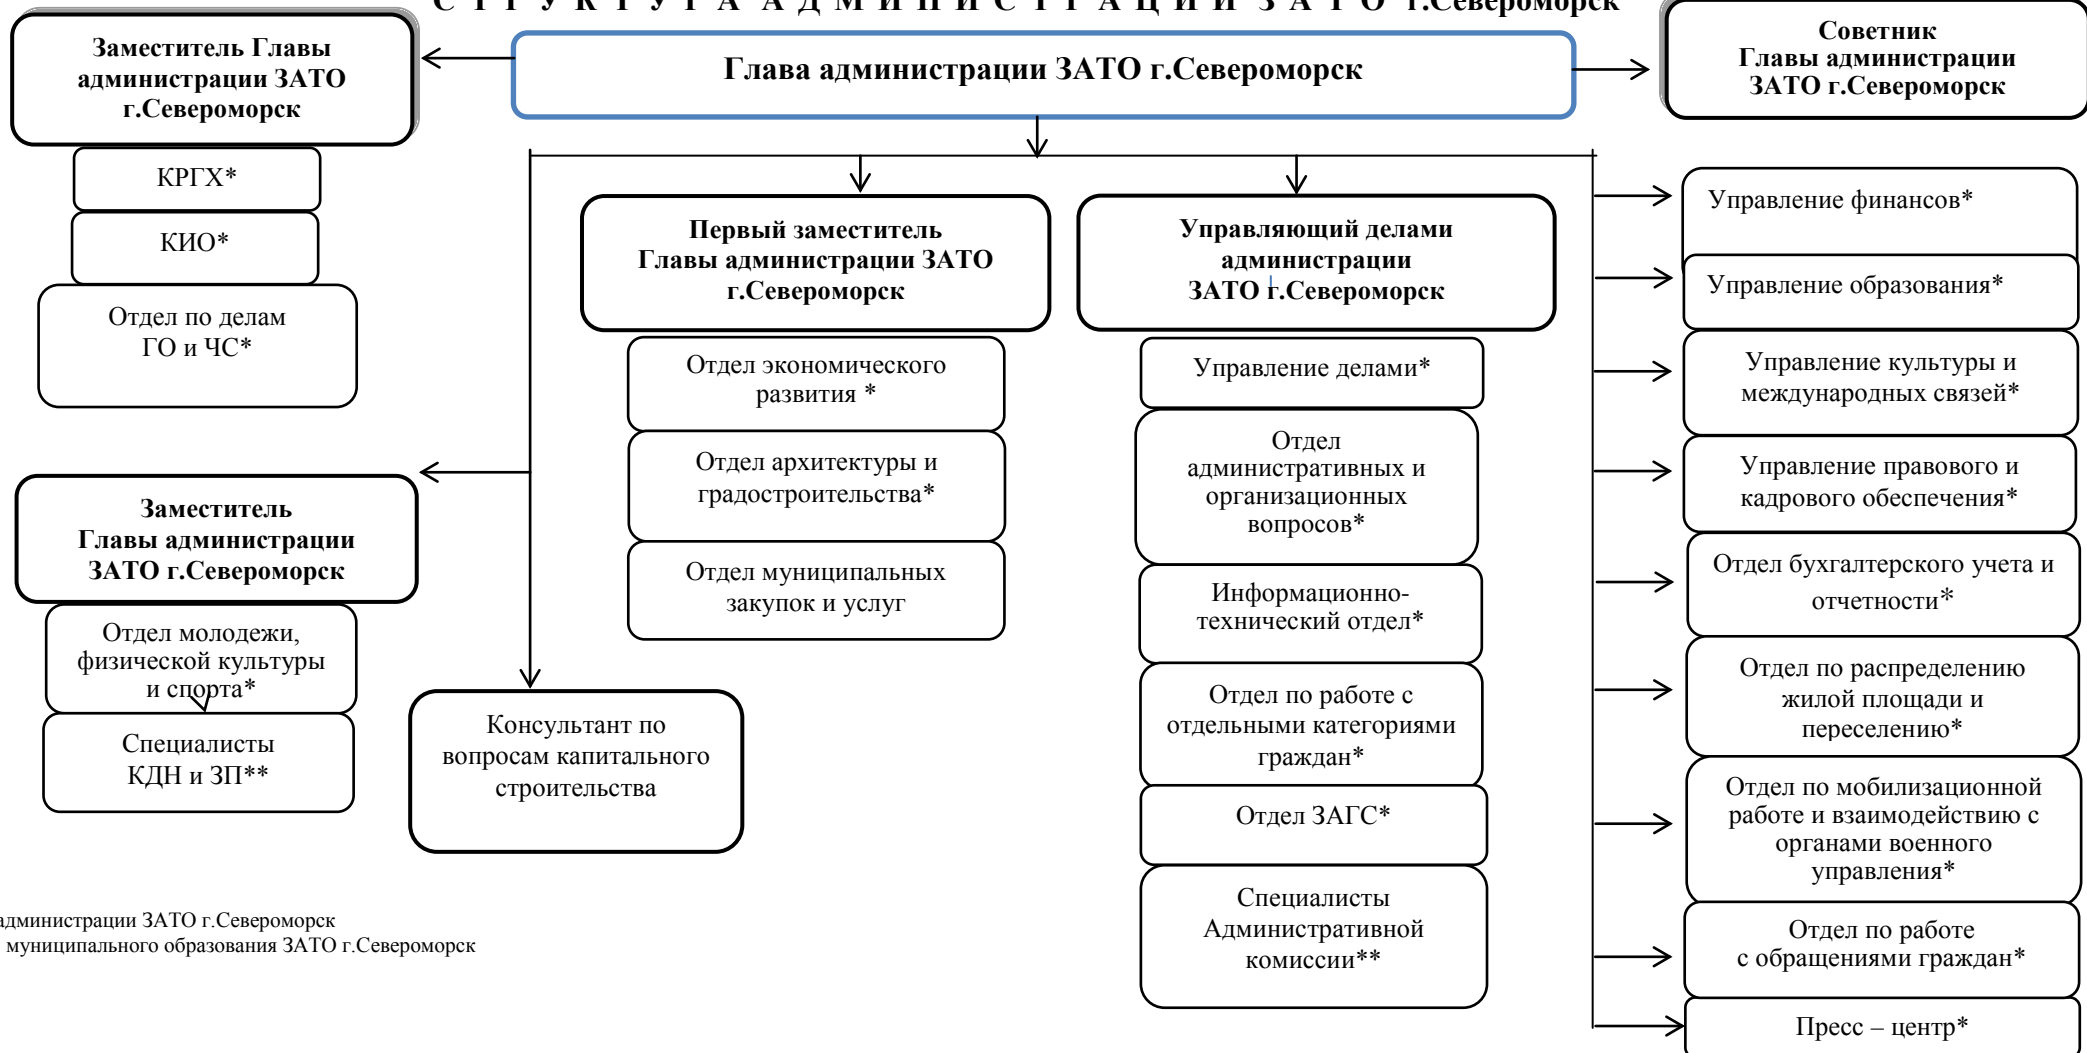 С Т Р У К Т У Р А  А Д М И Н И С Т Р А Ц И И  З А Т О  г.Североморск
Заместитель Главы
администрации ЗАТО
г.Североморск
Глава администрации ЗАТО г.Североморск
Советник
Главы администрации
ЗАТО г.Североморск
КРГХ*
КИО*
Отдел по делам
ГО и ЧС*
Заместитель
Главы администрации
ЗАТО г.Североморск
Отдел молодежи,
физической культуры
и спорта*
Специалисты
КДН и ЗП**
Консультант по
вопросам капитального
строительства
Первый заместитель
Главы администрации ЗАТО
г.Североморск
Отдел экономического
развития *
Отдел архитектуры и
градостроительства*
Отдел муниципальных
закупок и услуг
Управляющий делами
администрации
ЗАТО г.Североморск
Управление делами*
Отдел
административных и
организационных
вопросов*
Информационно-
технический отдел*
Отдел по работе с
отдельными категориями
граждан*
Отдел ЗАГС*
Специалисты
Административной
комиссии**
Управление финансов*
Управление образования*
Управление культуры и
международных связей*
Управление правового и
кадрового обеспечения*
Отдел бухгалтерского учета и
отчетности*
Отдел по распределению
жилой площади и
переселению*
Отдел по мобилизационной
работе и взаимодействию с
органами военного
управления*
Отдел по работе
с обращениями граждан*
Пресс – центр*
администрации ЗАТО г.Североморск
муниципального образования ЗАТО г.Североморск